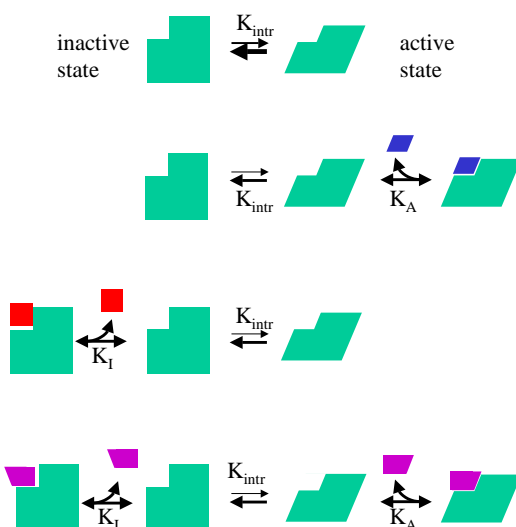 K_intr
inactive state
active state
K_intr
K_A
K_intr
K_I
K_intr
K_I
K_A